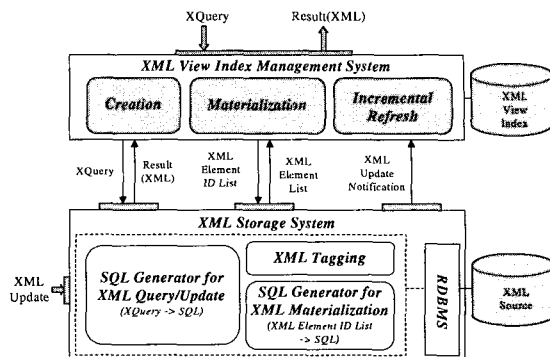 XQuery
Result(XML)
XML View Index Management System
Creation
Materialization
Incremental
Refresh
XML
View
Index
XQuery
Result
(XML)
XML
Element
ID List
XML
Element
List
XML
Update
Notification
XML Storage System
XML
Update
SQL Generator for
XML Query/Update
(XQuery -> SQL)
XML Tagging
SQL Generator for
XML Materialization
(XML Element ID List
-> SQL)
RDBMS
XML
Source